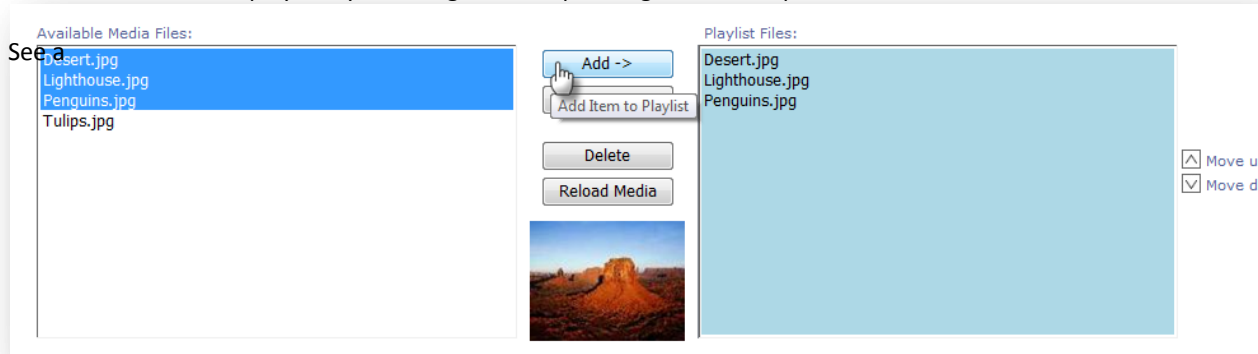 Available Media Files:
See a
Desert.jpg
Lighthouse.jpg
Penguins.jpg
Tulips.jpg
Add ->
Add Item to Playlist
Delete
Reload Media
Playlist Files:
Desert.jpg
Lighthouse.jpg
Penguins.jpg
Move u
Move d